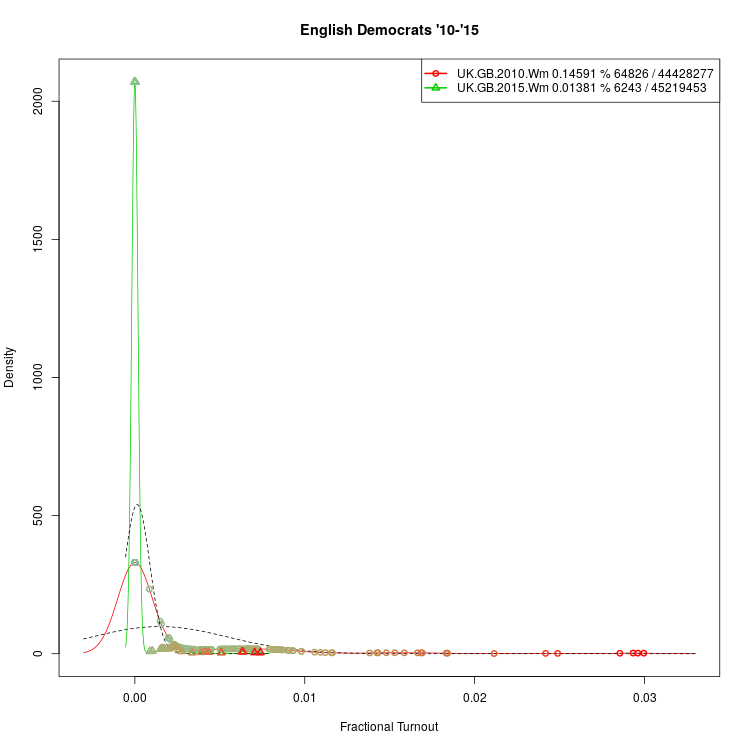 English Democrats '10-'15
UK.GB.2010.Wm 0.14591 % 64826 / 44428277
UK.GB.2015.Wm 0.01381 % 6243 / 45219453
Density
2000
1500
1000
500
0
0.00 0.01 0.02 0.03
Fractional Turnout